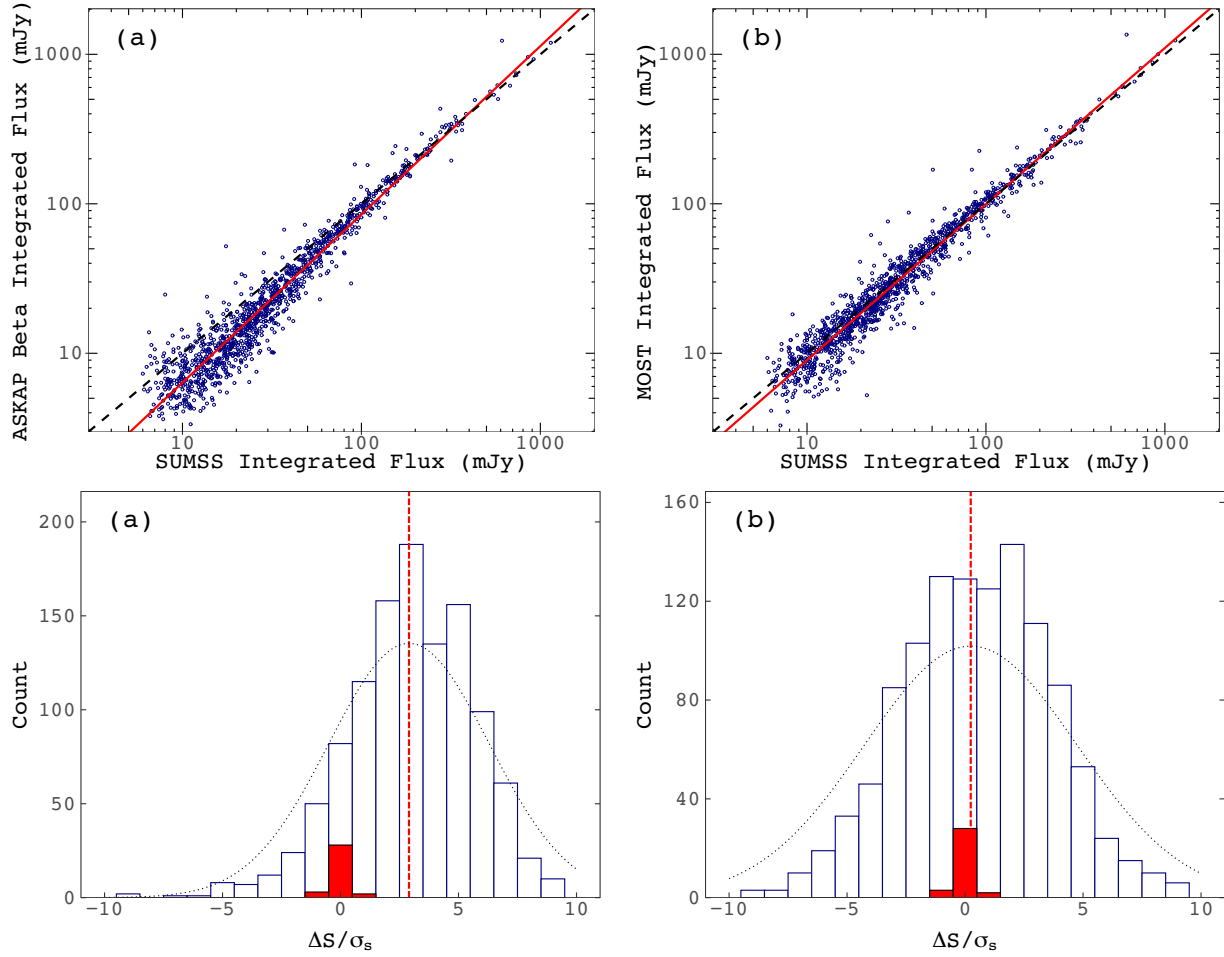 ASKAP Beta Integrated Flux (mJy)
(a)
1000
100
10
10 100 1000
SUMSS Integrated Flux (mJy)
MOST Integrated Flux (mJy)
(b)
1000
100
10
10 100 1000
SUMSS Integrated Flux (mJy)
Count
(a)
200
150
100
50
0
−10 −5 0 5 10
ΔS/σs
Count
(b)
160
120
80
40
0
−10 −5 0 5 10
ΔS/σs